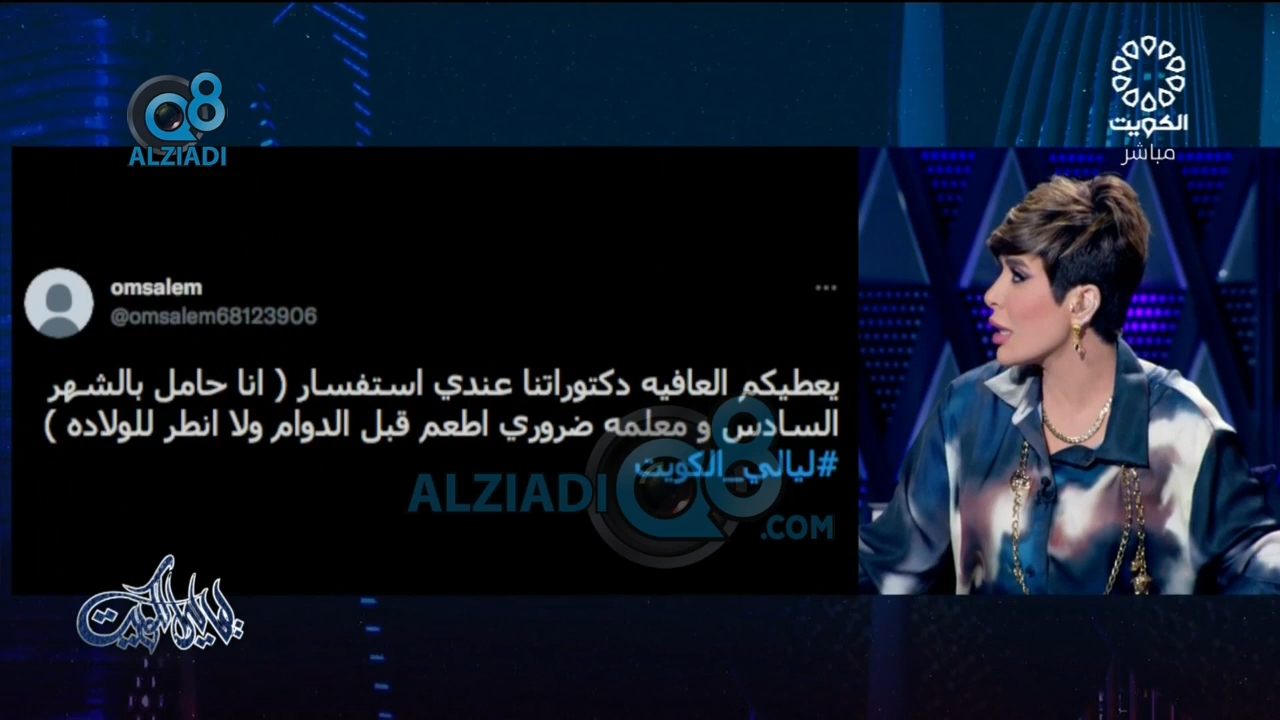 Q8
ALZIADI
الكويت
مباشر
omsalem
@omsalem68123906
يعطيكم العافيه دكتوراتنا عندي استفسار ( انا حامل بالشهر
السادس و معلمه ضروري اطعم قبل الدوام ولا انطر للولاده )
#ليالي_الكويت
ALZIADI Q8
.COM
ليالي الكويت